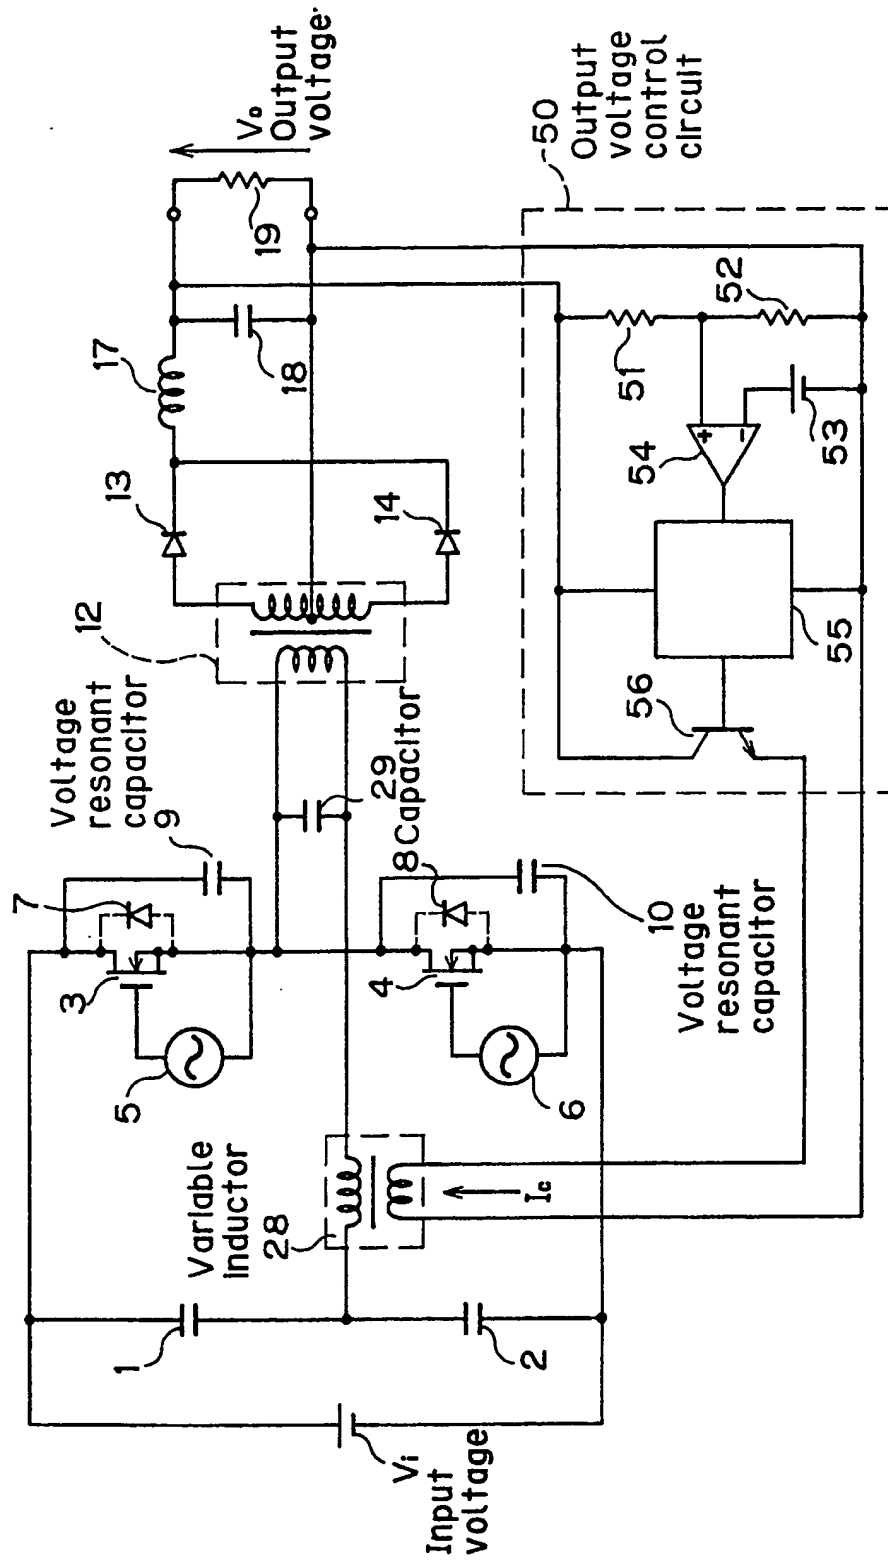 7
Voltage
resonant
capacitor
9
12
13
17
Vo
Output
voltage
3
5
Variable
inductor
28
1
18
19
14
29
Capacitor
8
4
6
Ic
2
Vi
Input
voltage
10
Voltage
resonant
capacitor
50
Output
voltage
control
circuit
56
54
51
52
+
−
55
53